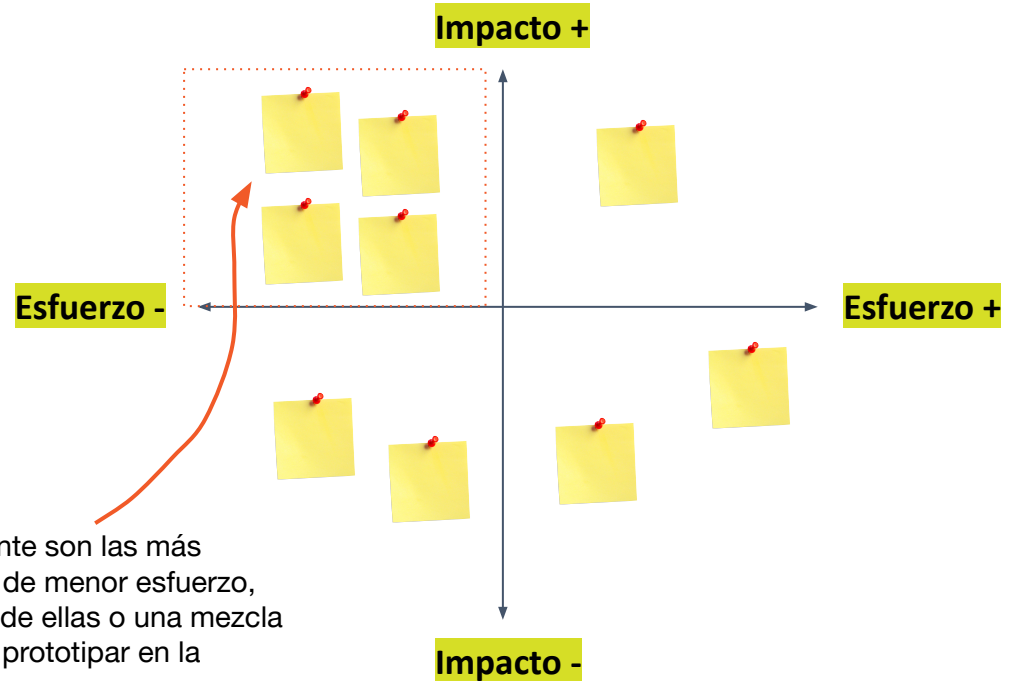 Impacto +
Esfuerzo -
Esfuerzo +
nte son las más
de menor esfuerzo,
de ellas o una mezcla
prototipar en la
Impacto -